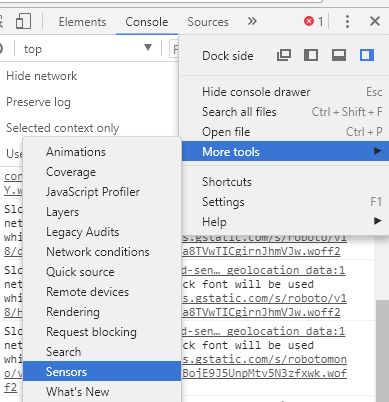 Elements Console Sources 1
top
Dock side
Hide network
Hide console drawer Esc
Preserve log
Search all files Ctrl + Shift + F
Open file Ctrl + P
Selected context only
More tools
Use
Shortcuts
Settings F1
Help
Animations
Coverage
JavaScript Profiler
Layers
Legacy Audits
Network conditions
Quick source
Remote devices
Rendering
Request blocking
Search
Sensors
What's New
con
Y.w
Slo
net
whi s.gstatic.com/s/roboto/v1
8/ a8TVwTICgirnJhmVJw.woff2
Slo d-sen… geolocation data:1
net ck font will be used
whi s.gstatic.com/s/roboto/v1
8/ a8TVwTICgirnJhmVJw.woff2
Slo d-sen… geolocation data:1
net ck font will be used
whi s.gstatic.com/s/robotomon
o/v BojE9J5UnpMtv5N3zfxwk.wof
f2